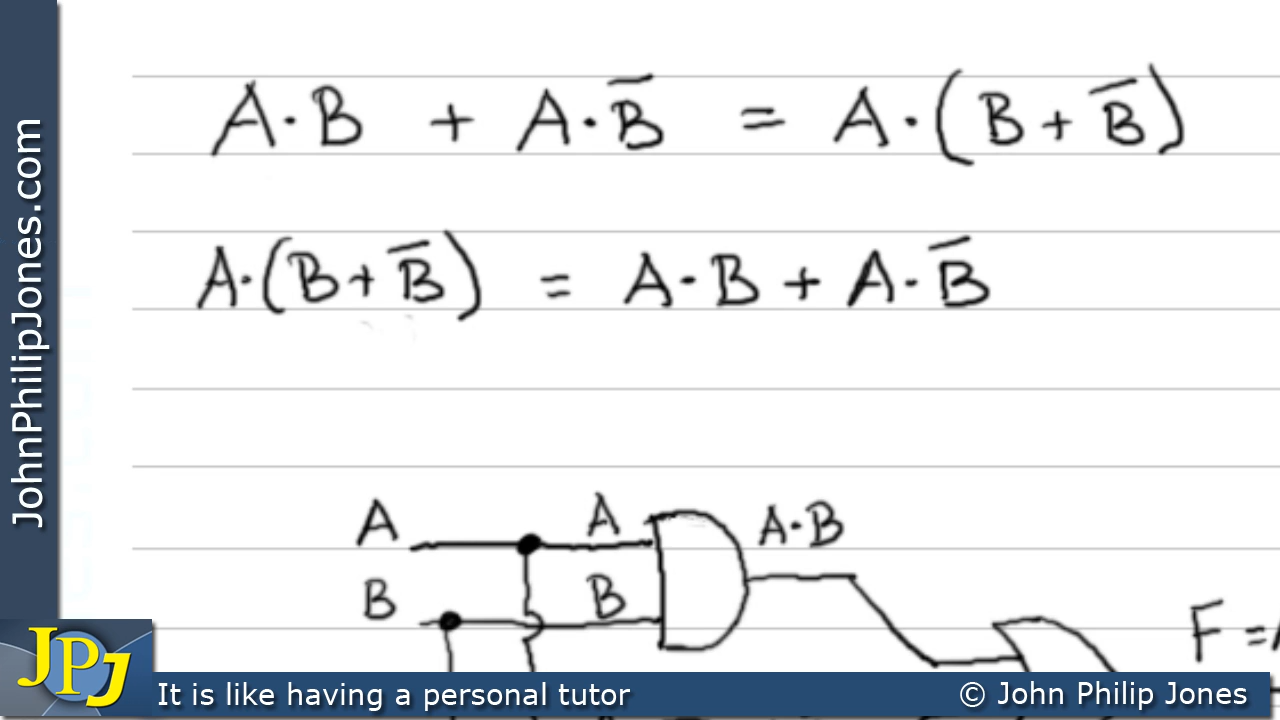 A·B + A·B̅ = A·(B+B̅)
A·(B+B̅) = A·B + A·B̅
A A A·B
B B
F =
JohnPhilipJones.com
JPJ
It is like having a personal tutor
© John Philip Jones